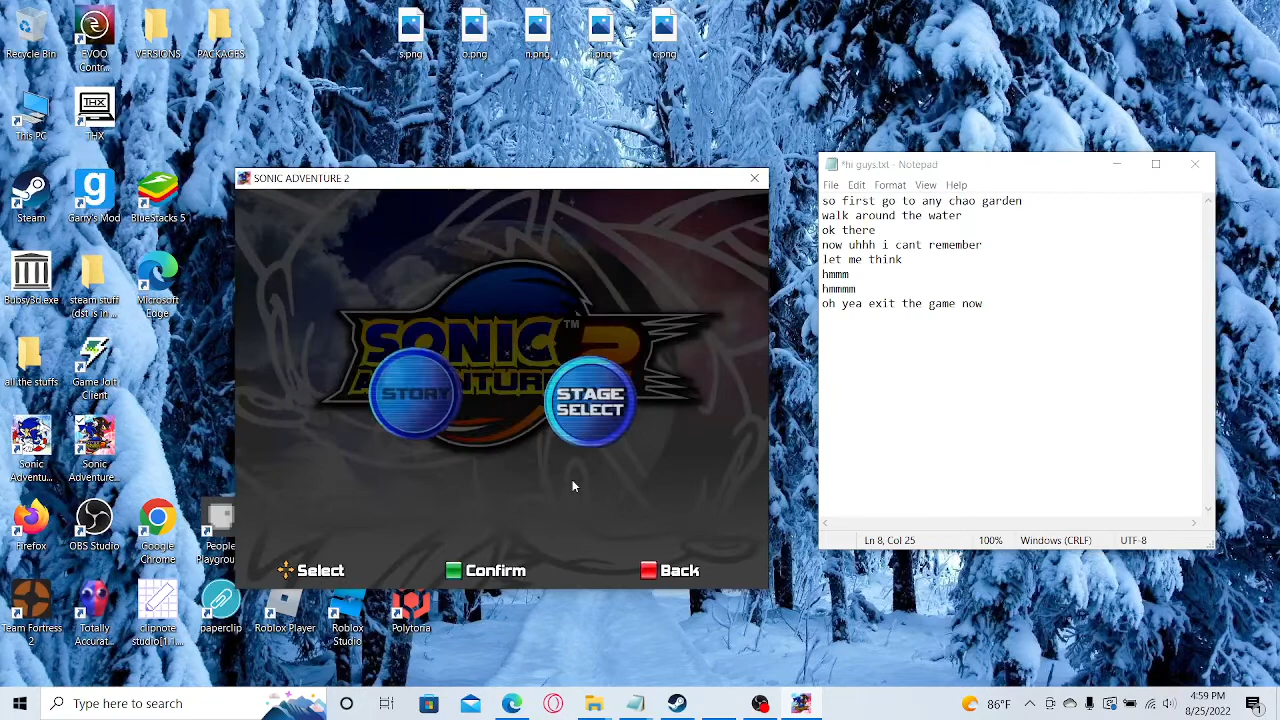 Recycle Bin
EVOO Contr...
VERSIONS
PACKAGES
s.png
o.png
n.png
i.png
c.png
This PC
THX
THX
Steam
Garry's Mod
BlueStacks 5
Bubsy3d.exe
steam stuff (dst is in ...
Microsoft Edge
all the stuffs
Game Jolt Client
Sonic Advntu...
Sonic Adventure...
Firefox
OBS Studio
Google Chrome
People Playgrou...
Team Fortress 2
Totally Accurat...
clipnote studio[1.1...
paperclip
Roblox Player
Roblox Studio
Polytoria
SONIC ADVENTURE 2
SONIC
TM
2
ADVENTURE
STORY
STAGE
SELECT
Select
Confirm
Back
*hi guys.txt - Notepad
File Edit Format View Help
so first go to any chao garden
walk around the water
ok there
now uhhh i cant remember
let me think
hmmm
hmmmm
oh yea exit the game now
Ln 8, Col 25
100%
Windows (CRLF)
UTF-8
Type here to search
86°F
4:59 PM
8/25/2022
1